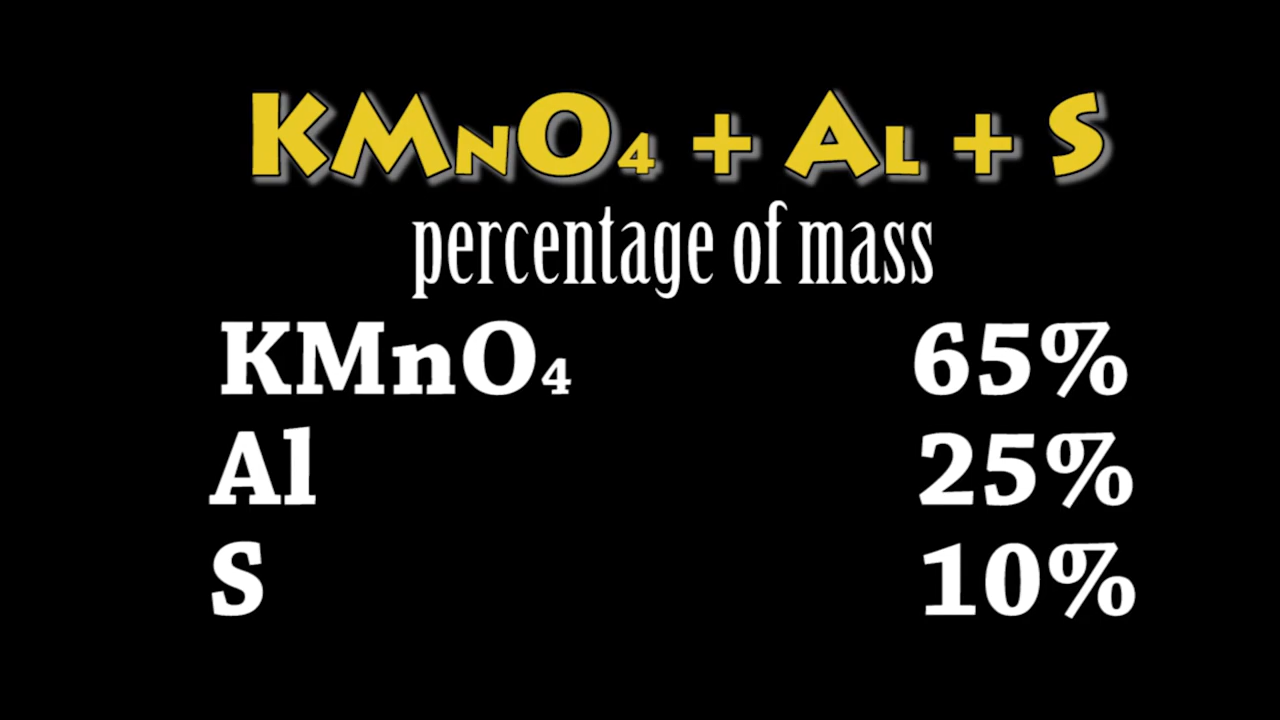 KMnO₄ + Al + S
percentage of mass
KMnO₄ 65%
Al 25%
S 10%